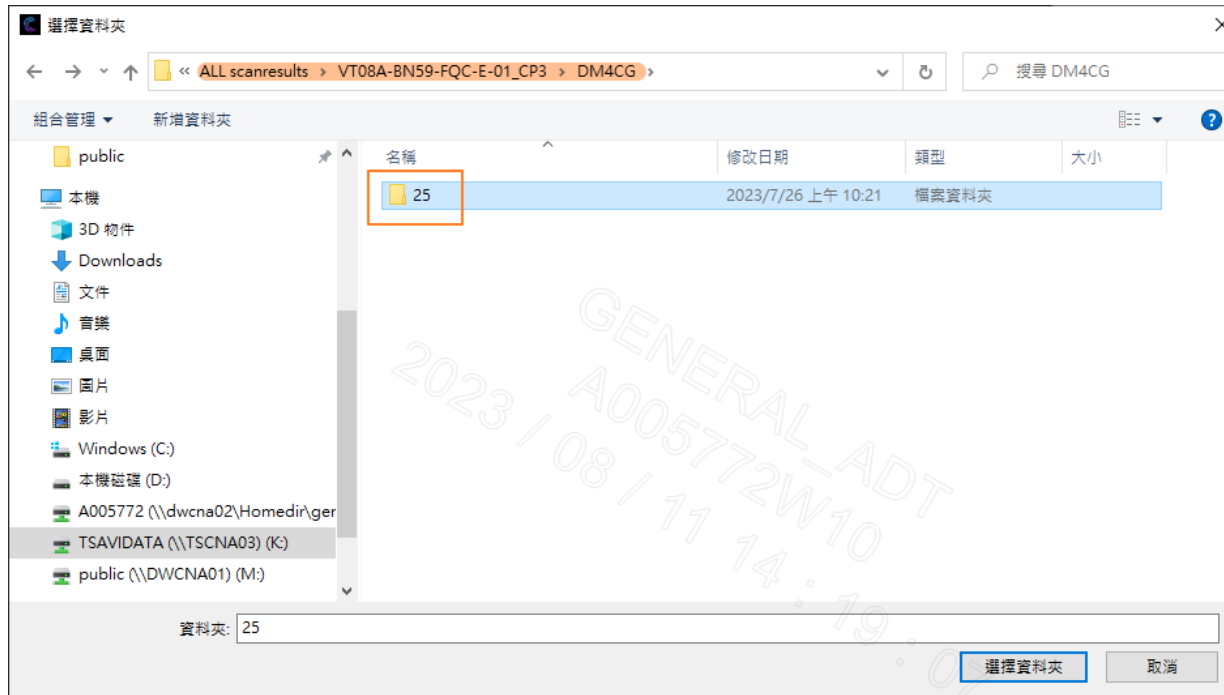 選擇資料夾
« ALL scanresults › VT08A-BN59-FQC-E-01_CP3 › DM4CG ›
搜尋 DM4CG
組合管理 新增資料夾
public
本機
3D 物件
Downloads
文件
音樂
桌面
圖片
影片
Windows (C:)
本機磁碟 (D:)
A005772 (\\dwcna02\Homedir\ger
TSAVIDATA (\\TSCNA03) (K:)
public (\\DWCNA01) (M:)
名稱 修改日期 類型 大小
25 2023/7/26 上午 10:21 檔案資料夾
GENERAL_ADT
A005772W10
2023 / 08 / 11 14 : 19 : 07
資料夾: 25
選擇資料夾 取消